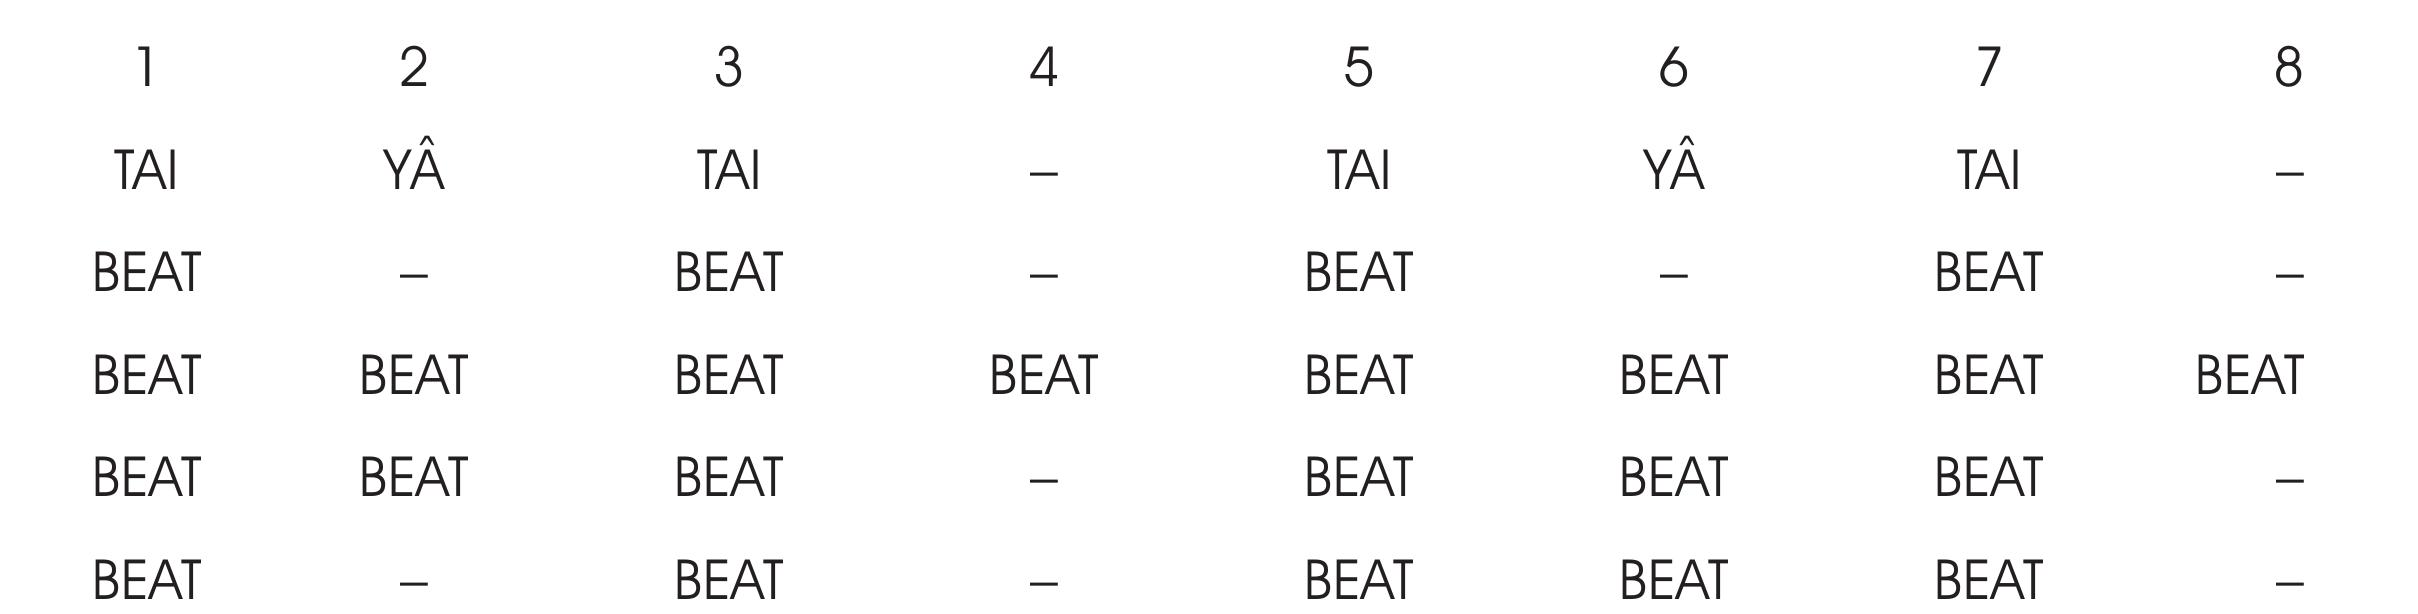 1 2 3 4 5 6 7 8
TAI YÂ TAI – TAI YÂ TAI –
BEAT – BEAT – BEAT – BEAT –
BEAT BEAT BEAT BEAT BEAT BEAT BEAT BEAT
BEAT BEAT BEAT – BEAT BEAT BEAT –
BEAT – BEAT – BEAT BEAT BEAT –